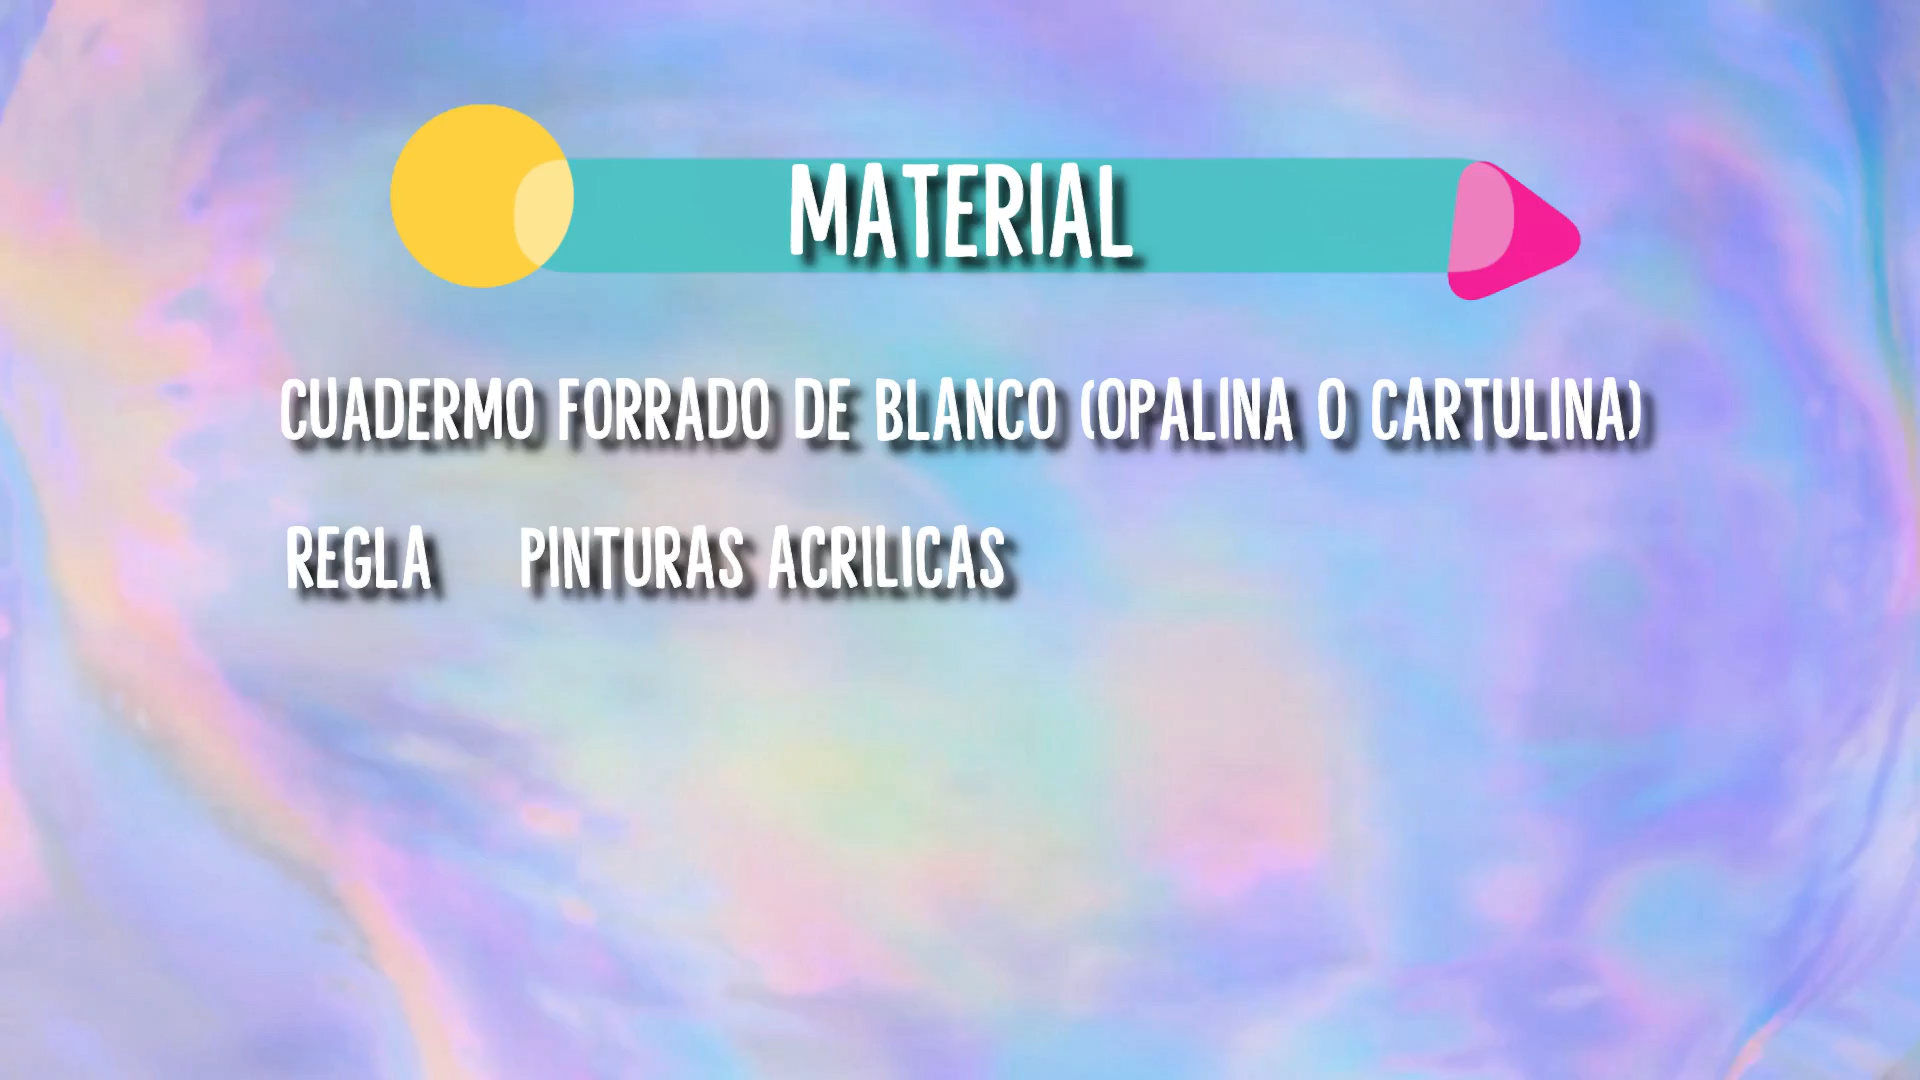 MATERIAL
CUADERMO FORRADO DE BLANCO (OPALINA O CARTULINA)
REGLA PINTURAS ACRILICAS